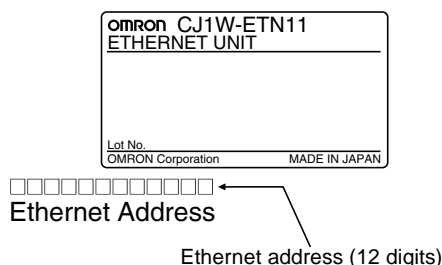 OMRON CJ1W-ETN11
ETHERNET UNIT
Lot No.
OMRON Corporation MADE IN JAPAN
□□□□□□□□□□□□
Ethernet Address
Ethernet address (12 digits)